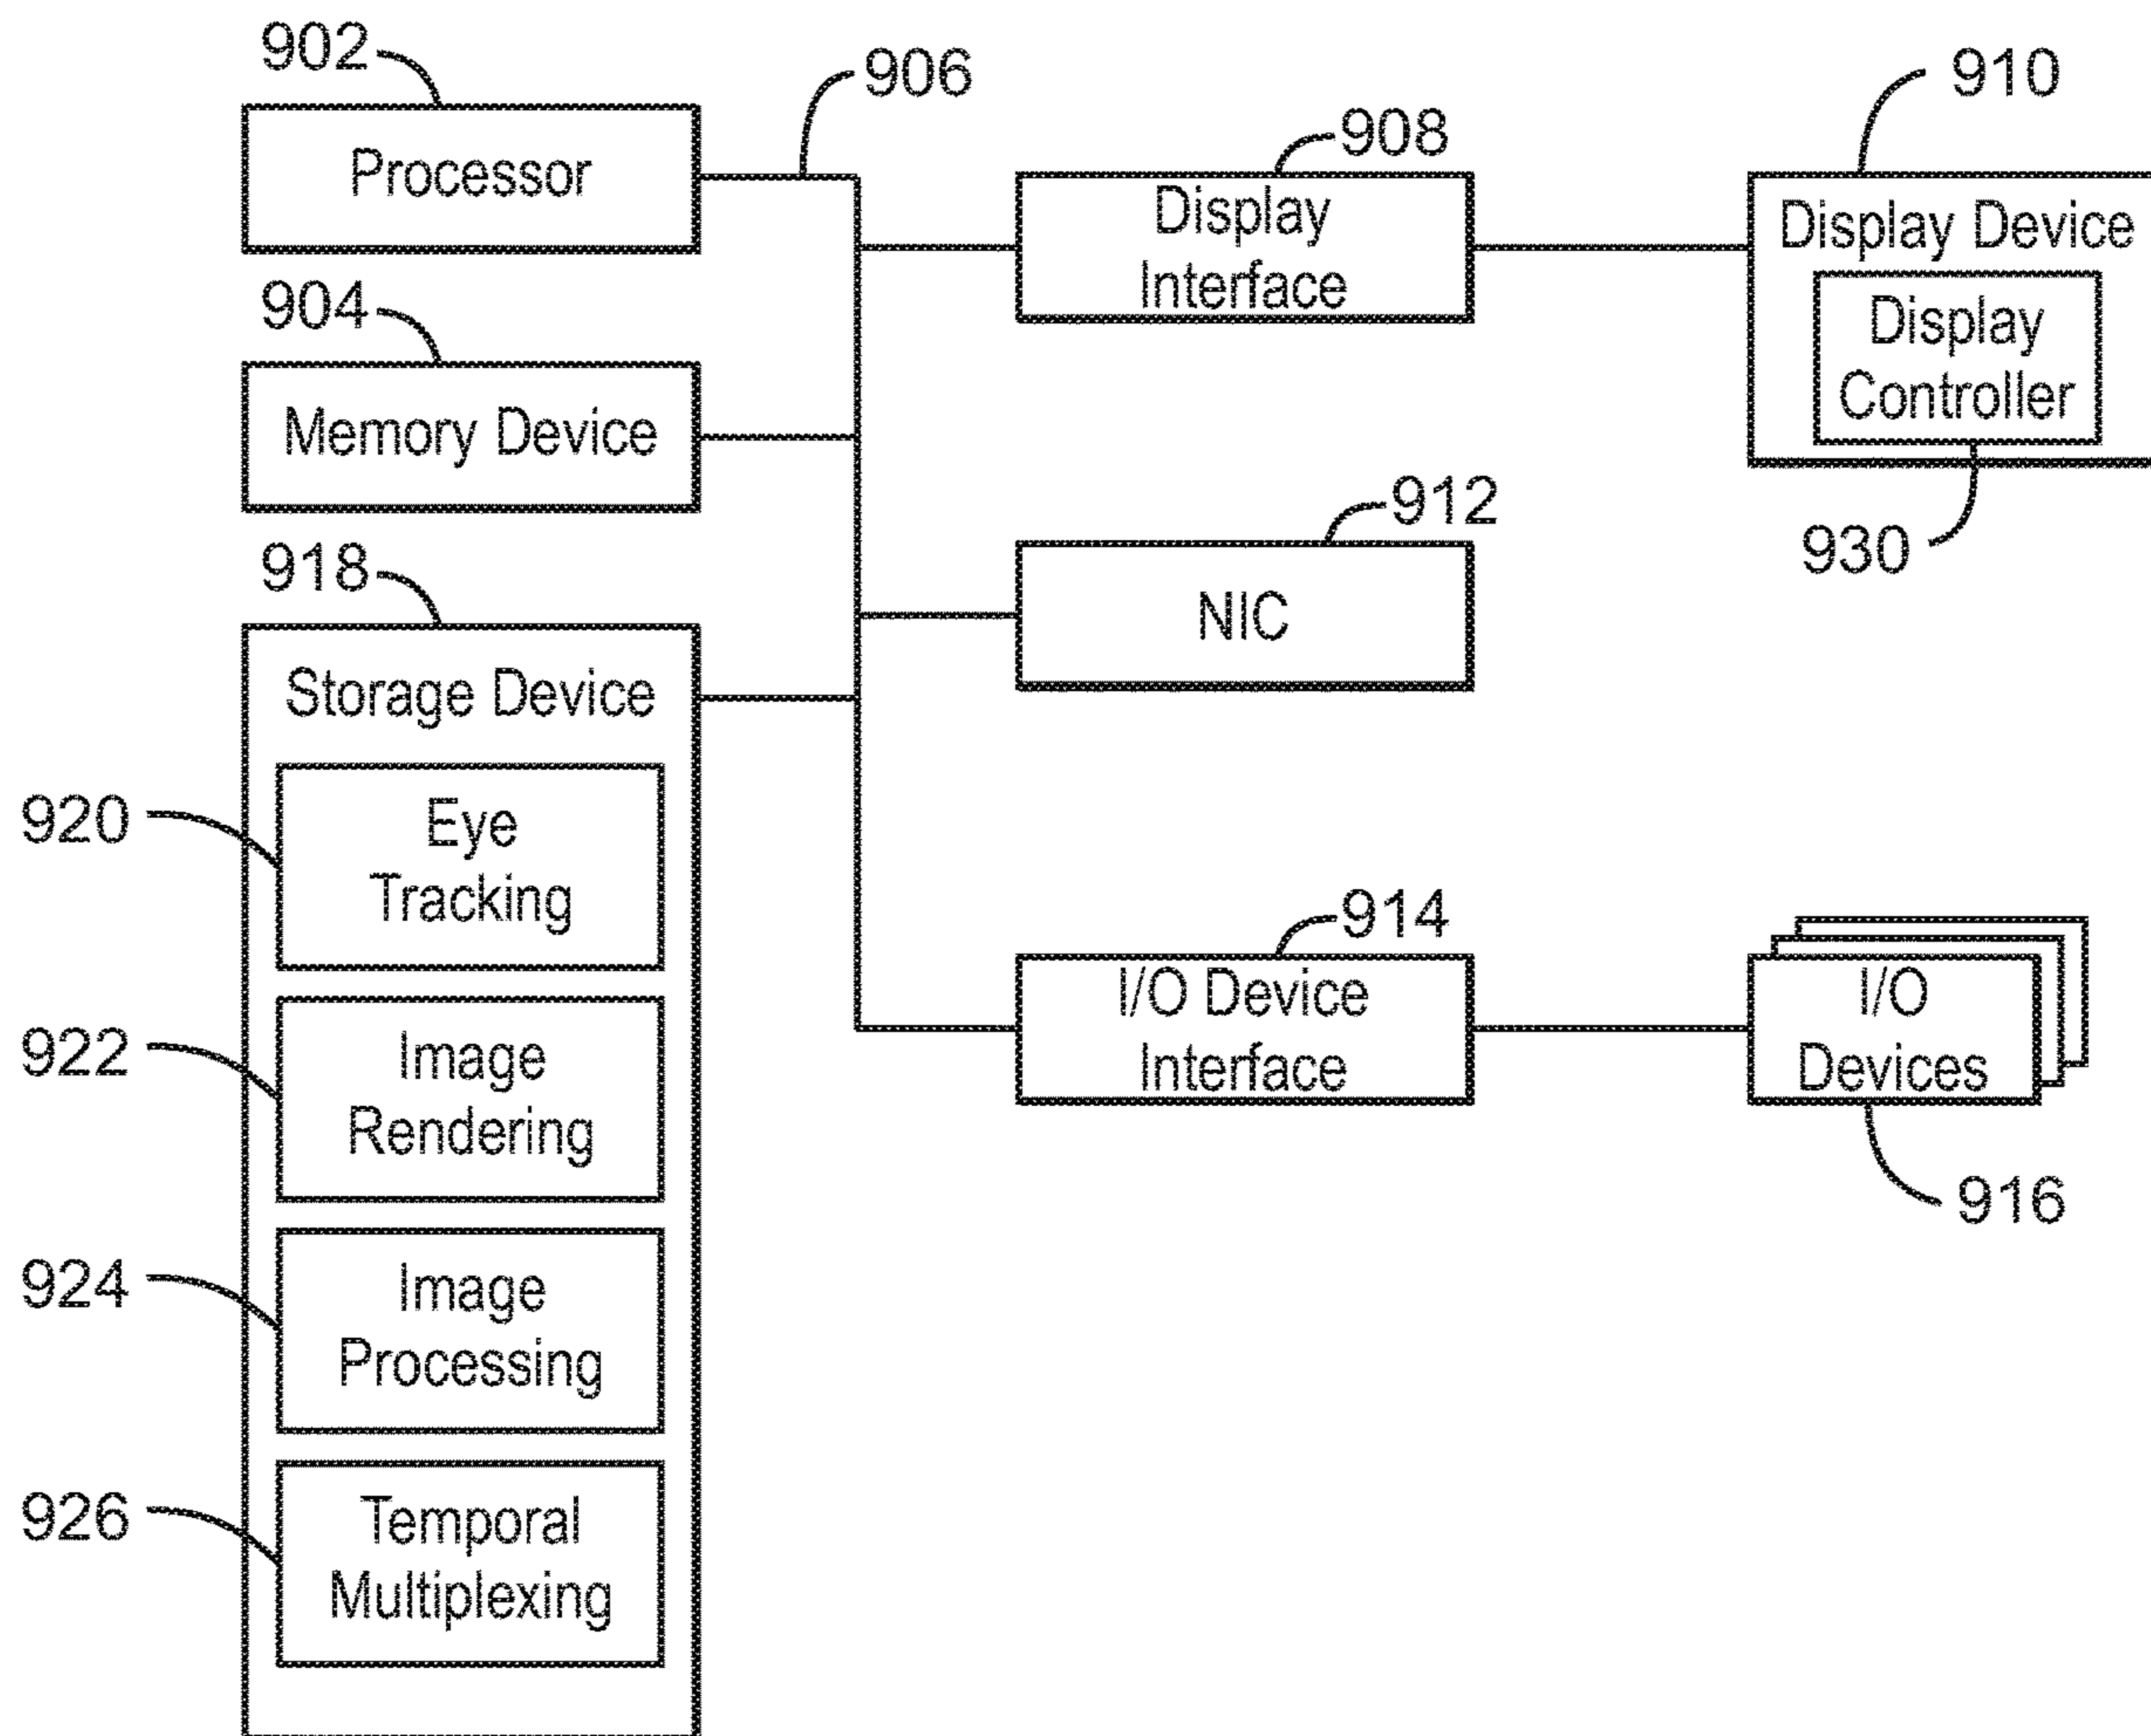 902
906
910
908
Processor
Display
Interface
Display Device
Display
Controller
904
Memory Device
912
930
918
NIC
Storage Device
920
Eye
Tracking
914
I/O Device
Interface
I/O
Devices
922
Image
Rendering
916
924
Image
Processing
926
Temporal
Multiplexing